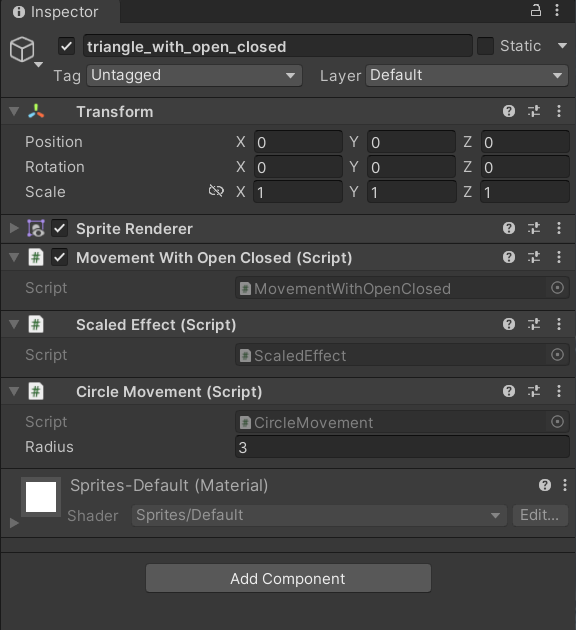 Inspector
triangle_with_open_closed Static
Tag Untagged Layer Default
Transform
Position X 0 Y 0 Z 0
Rotation X 0 Y 0 Z 0
Scale X 1 Y 1 Z 1
Sprite Renderer
Movement With Open Closed (Script)
Script # MovementWithOpenClosed
Scaled Effect (Script)
Script # ScaledEffect
Circle Movement (Script)
Script # CircleMovement
Radius 3
Sprites-Default (Material)
Shader Sprites/Default Edit...
Add Component